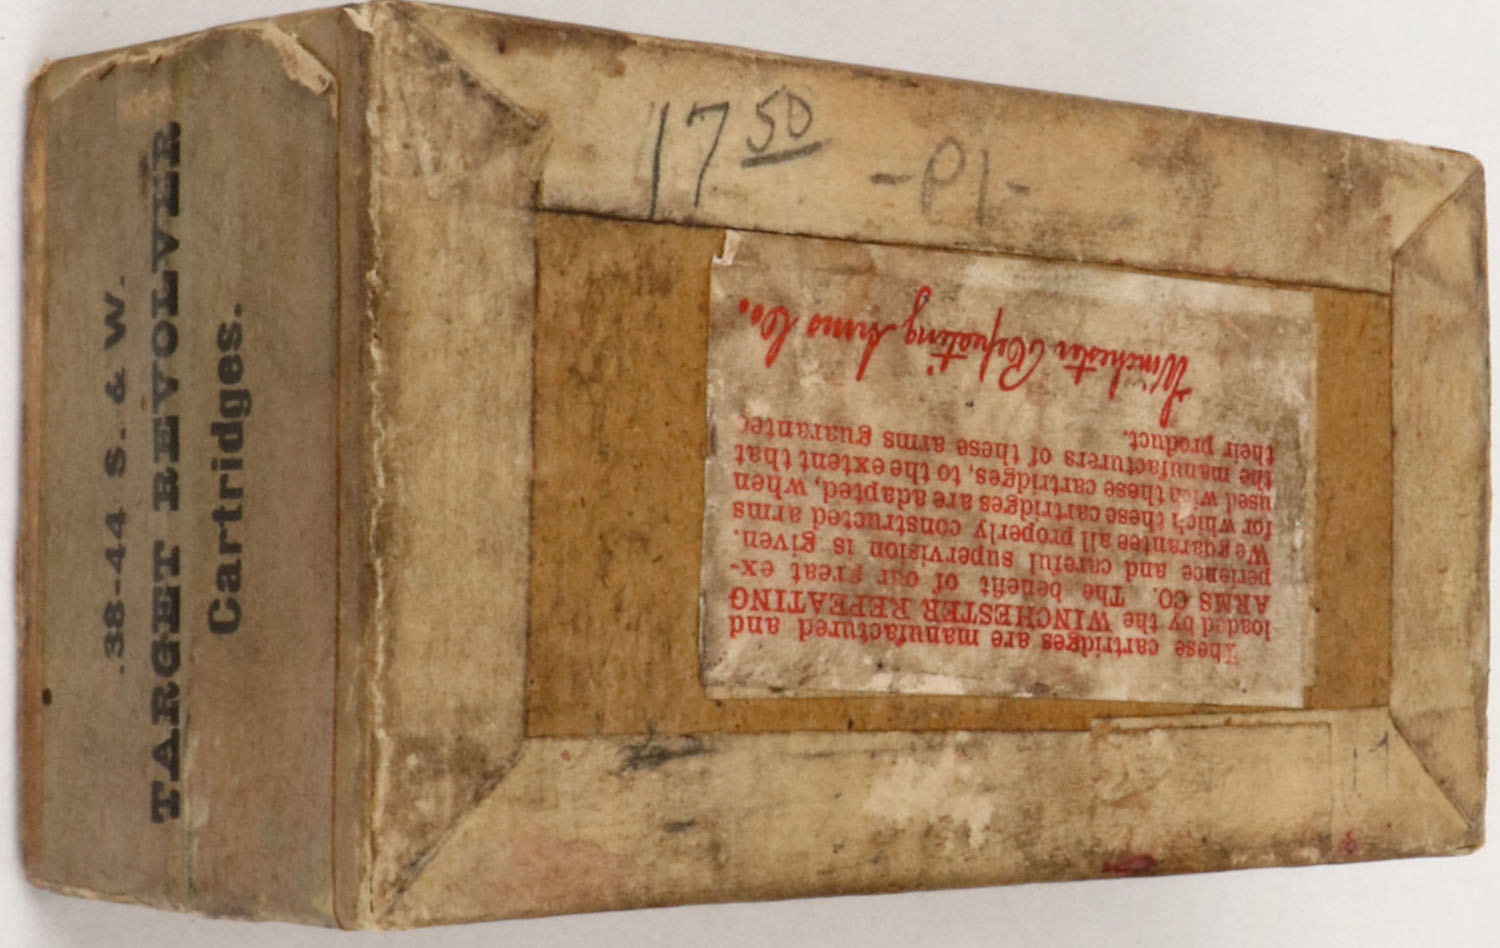 .38-44 S. & W.
TARGET REVOLVER
Cartridges.
17 50
These cartridges are manufactured and
loaded by the WINCHESTER REPEATING
ARMS CO. The benefit of our great ex-
perience and careful supervision is given.
We guarantee all properly constructed arms
for which these cartridges are adapted, when
used with these cartridges, to the extent that
the manufacturers of these arms guarantee
their product.
Winchester Repeating Arms Co.